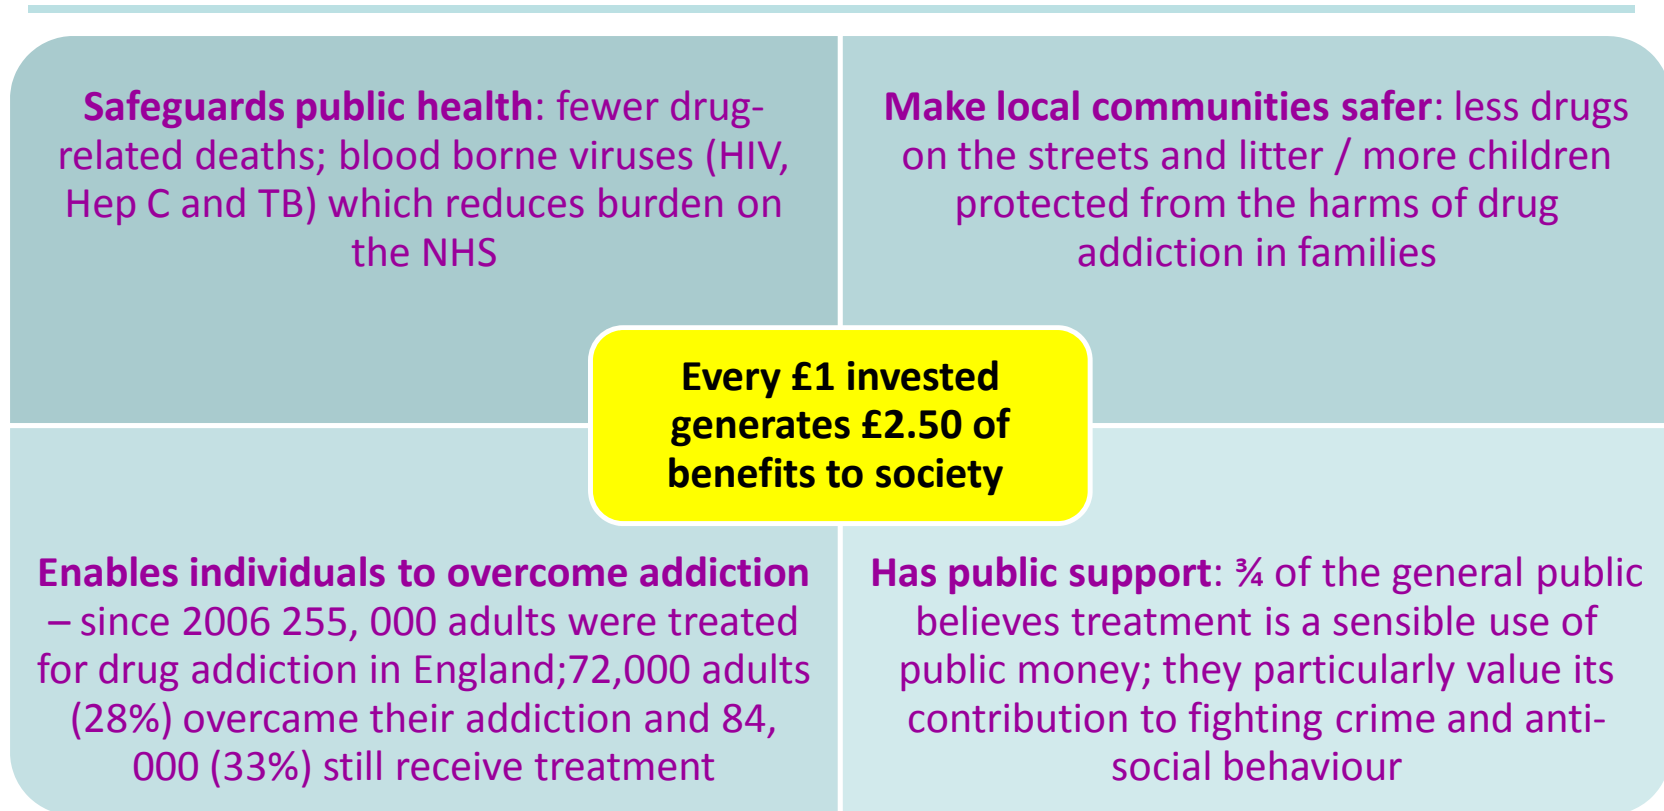 Safeguards public health: fewer drug-
related deaths; blood borne viruses (HIV,
Hep C and TB) which reduces burden on
the NHS
Make local communities safer: less drugs
on the streets and litter / more children
protected from the harms of drug
addiction in families
Every £1 invested
generates £2.50 of
benefits to society
Enables individuals to overcome addiction
– since 2006 255, 000 adults were treated
for drug addiction in England;72,000 adults
(28%) overcame their addiction and 84,
000 (33%) still receive treatment
Has public support: ¾ of the general public
believes treatment is a sensible use of
public money; they particularly value its
contribution to fighting crime and anti-
social behaviour